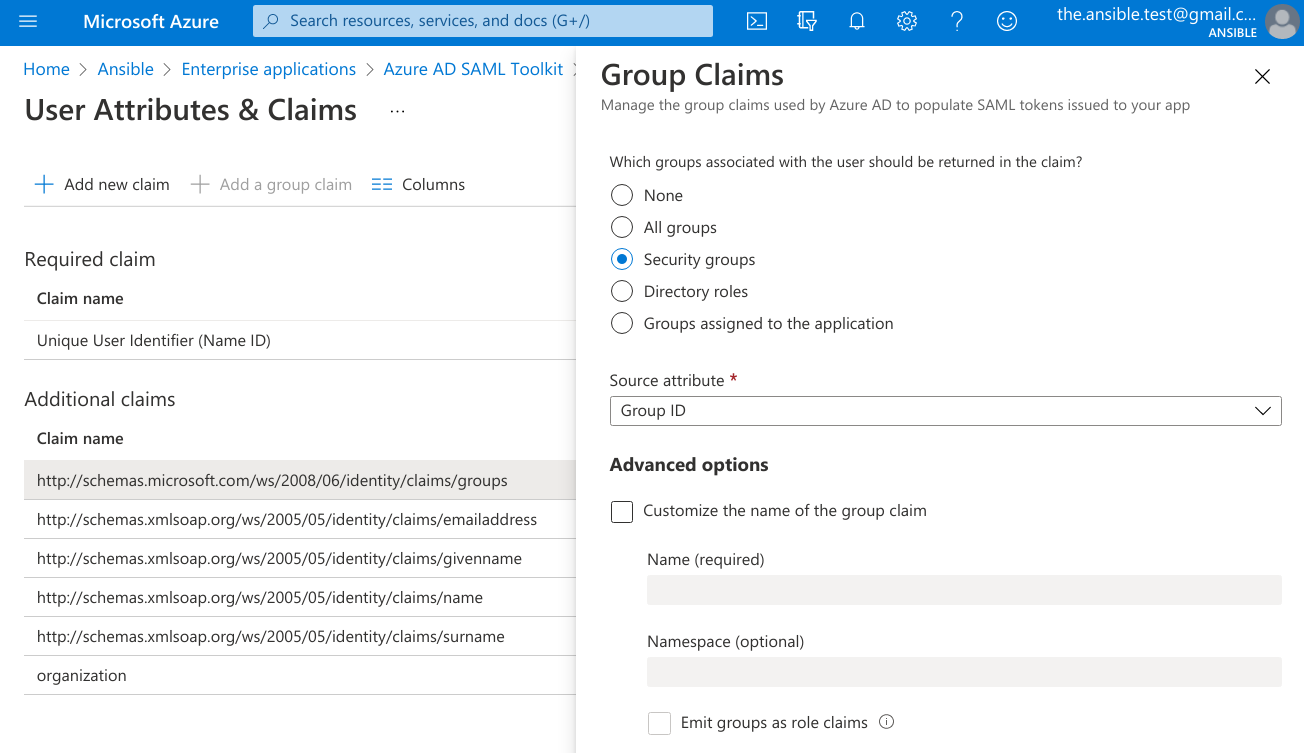 Microsoft Azure
Search resources, services, and docs (G+/)
the.ansible.test@gmail.c...
ANSIBLE
Home > Ansible > Enterprise applications > Azure AD SAML Toolkit >
User Attributes & Claims ...
+ Add new claim + Add a group claim Columns
Required claim
Claim name
Unique User Identifier (Name ID)
Additional claims
Claim name
http://schemas.microsoft.com/ws/2008/06/identity/claims/groups
http://schemas.xmlsoap.org/ws/2005/05/identity/claims/emailaddress
http://schemas.xmlsoap.org/ws/2005/05/identity/claims/givenname
http://schemas.xmlsoap.org/ws/2005/05/identity/claims/name
http://schemas.xmlsoap.org/ws/2005/05/identity/claims/surname
organization
Group Claims
Manage the group claims used by Azure AD to populate SAML tokens issued to your app
Which groups associated with the user should be returned in the claim?
None
All groups
Security groups
Directory roles
Groups assigned to the application
Source attribute *
Group ID
Advanced options
Customize the name of the group claim
Name (required)
Namespace (optional)
Emit groups as role claims